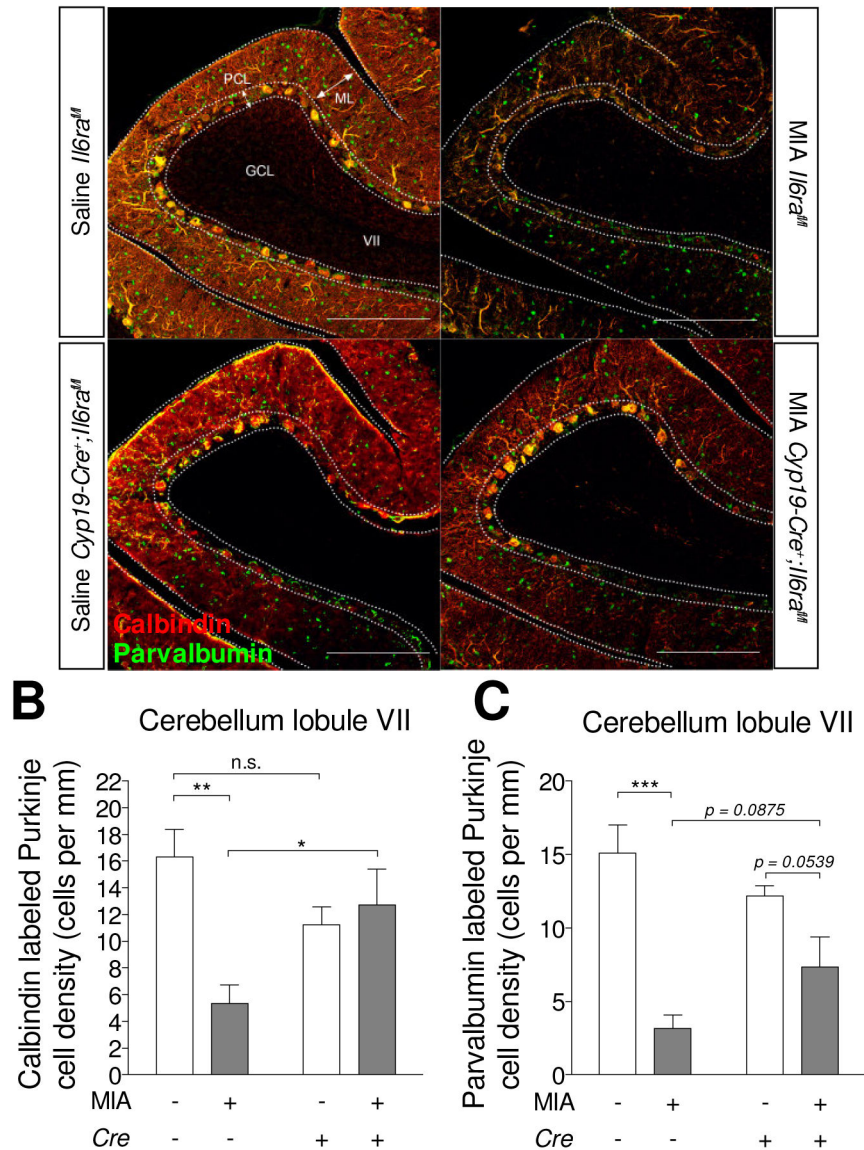 Saline Il6ra^fl/fl
MIA Il6ra^fl/fl
PCL
ML
GCL
VII
Saline Cyp19-Cre⁺;Il6ra^fl/fl
MIA Cyp19-Cre⁺;Il6ra^fl/fl
Calbindin
Parvalbumin
B
Cerebellum lobule VII
Calbindin labeled Purkinje
cell density (cells per mm)
22
20
18
16
14
12
10
8
6
4
2
0
n.s.
**
*
MIA - + - +
Cre - - + +
C
Cerebellum lobule VII
Parvalbumin labeled Purkinje
cell density (cells per mm)
20
15
10
5
0
***
p = 0.0875
p = 0.0539
MIA - + - +
Cre - - + +